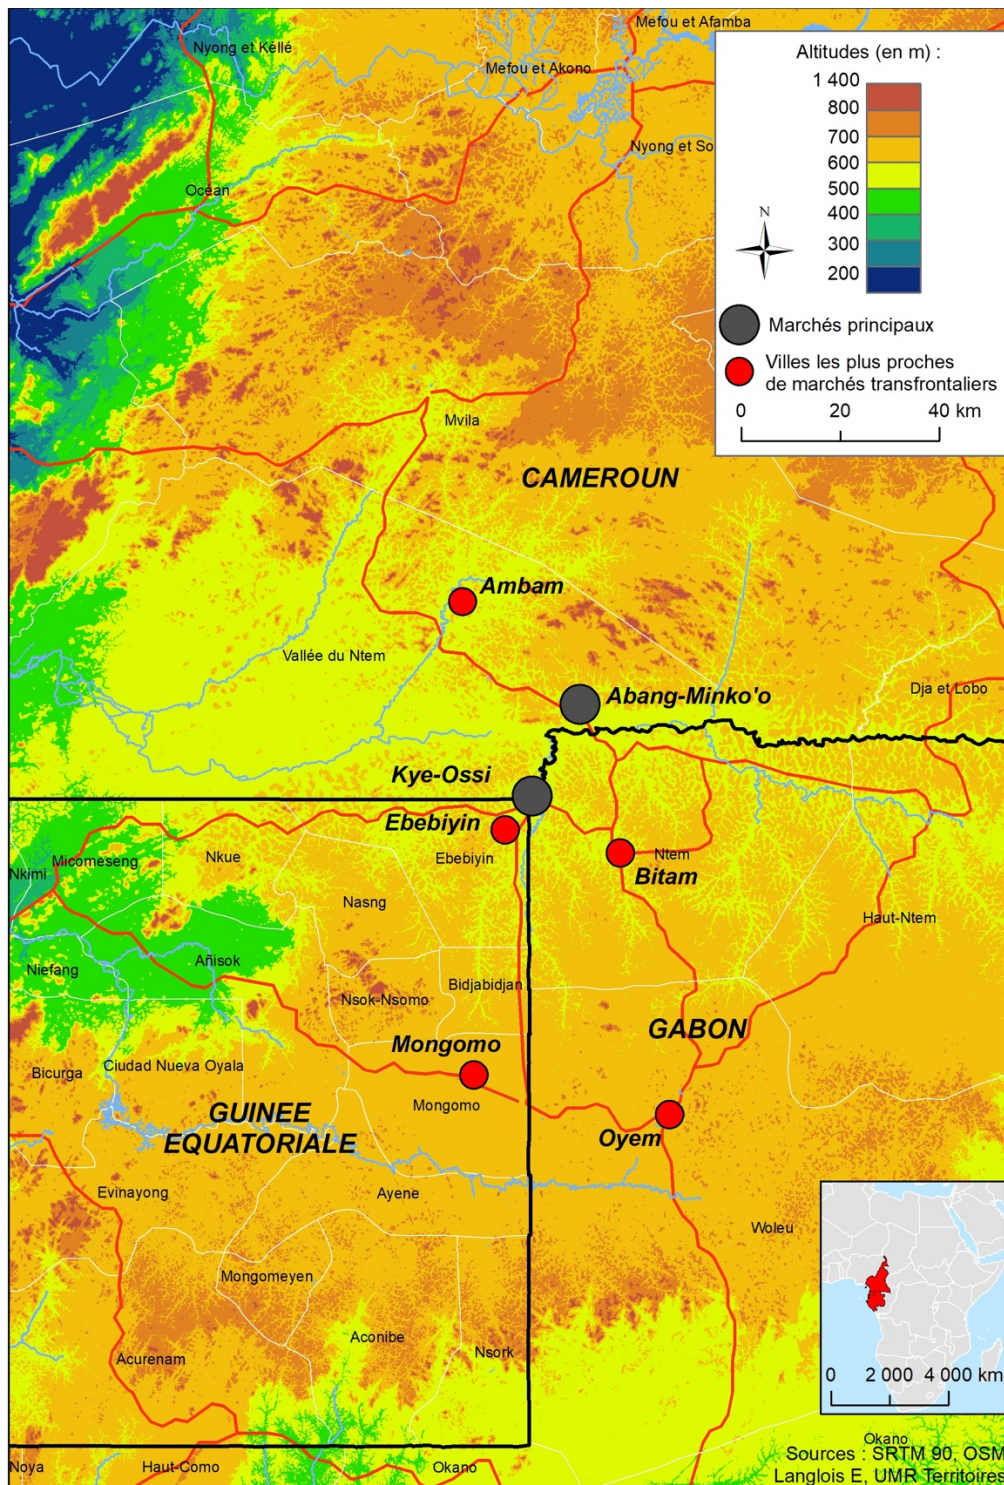 Mefou et Afamba
Nyong et Kéllé
Mefou et Akono
Nyong et So
Océan
Altitudes (en m) :
1 400
800
700
600
500
400
300
200
N
Marchés principaux
Villes les plus proches
de marchés transfrontaliers
0 20 40 km
Mvila
CAMEROUN
Ambam
Vallée du Ntem
Abang-Minko'o
Dja et Lobo
Kye-Ossi
Ebebiyin
Ebebiyin
Bitam
Ntem
Nkue
Micomeseng
Nkimi
Nasng
Haut-Ntem
Niefang
Añisok
Bidjabidjan
Nsok-Nsomo
GABON
Mongomo
Mongomo
Bicurga
Ciudad Nueva Oyala
GUINEE
EQUATORIALE
Oyem
Evinayong
Ayene
Woleu
Mongomeyen
Aconibe
Nsork
Acurenam
0 2 000 4 000 km
Noya
Haut-Como
Okano
Okano
Sources : SRTM 90, OSM
Langlois E, UMR Territoires